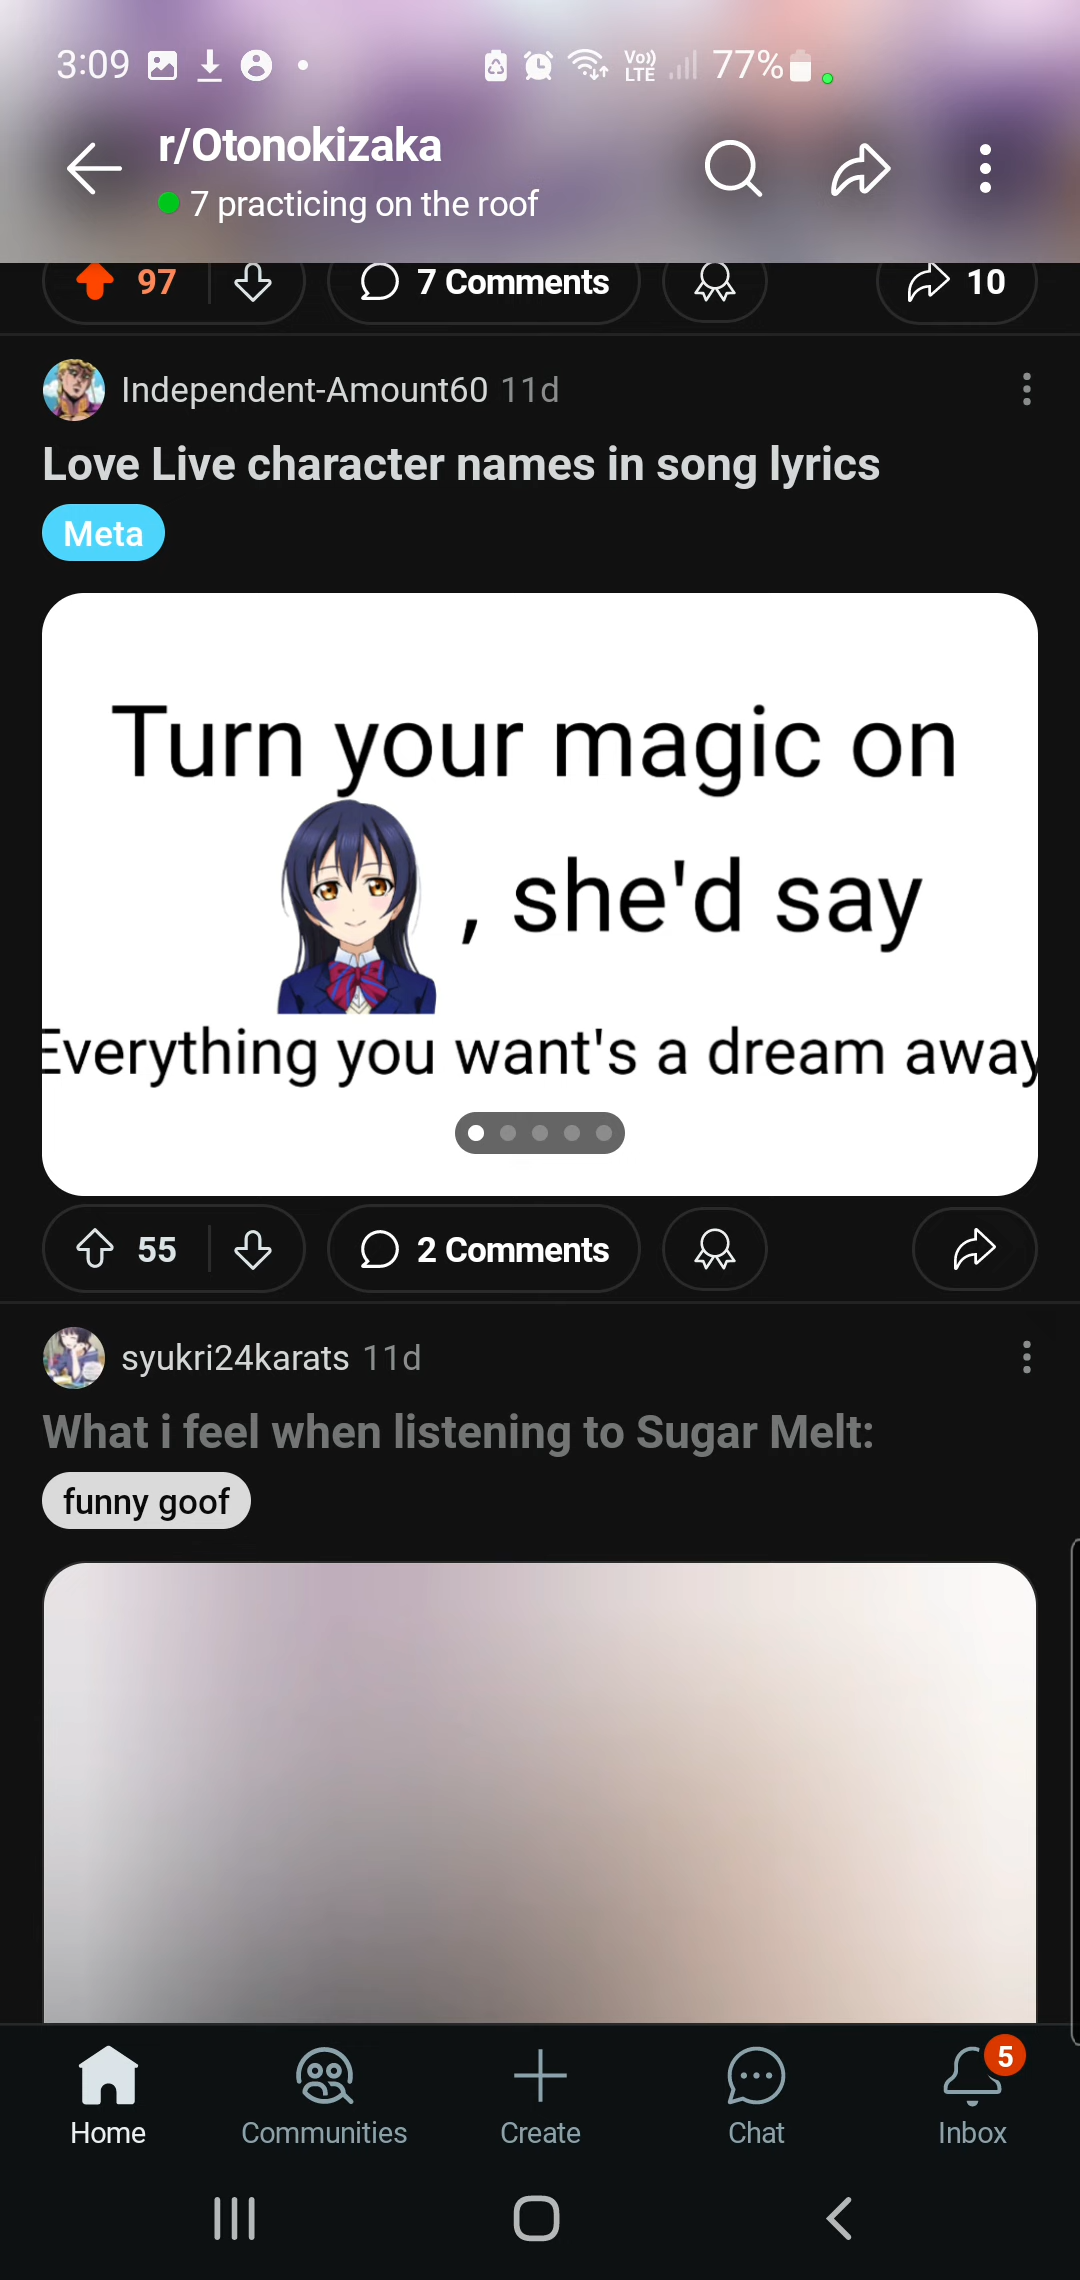 3:09
Vo))
LTE
77%
r/Otonokizaka
7 practicing on the roof
97
7 Comments
10
Independent-Amount60 11d
Love Live character names in song lyrics
Meta
Turn your magic on
, she'd say
Everything you want's a dream away
55
2 Comments
syukri24karats 11d
What i feel when listening to Sugar Melt:
funny goof
5
Home
Communities
Create
Chat
Inbox